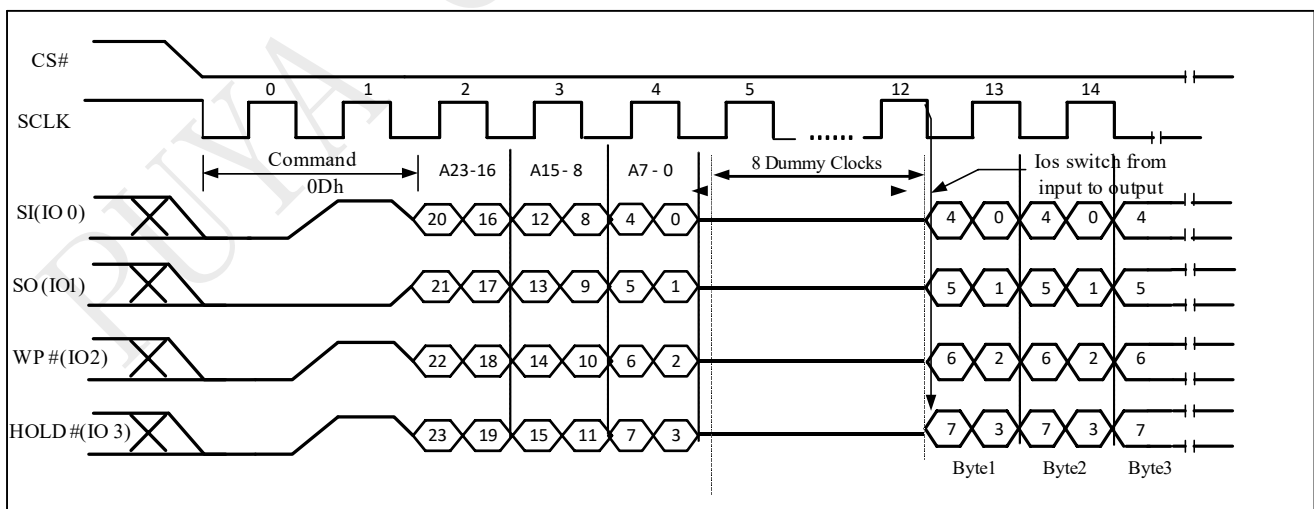 PUYA
CS#
0 1 2 3 4 5 12 13 14
SCLK
Command
0Dh
A23-16 A15-8 A7-0
8 Dummy Clocks
Ios switch from
input to output
SI(IO 0) 20 16 12 8 4 0 4 0 4 0 4
SO(IO1) 21 17 13 9 5 1 5 1 5 1 5
WP #(IO2) 22 18 14 10 6 2 6 2 6 2 6
HOLD #(IO 3) 23 19 15 11 7 3 7 3 7 3 7
Byte1 Byte2 Byte3